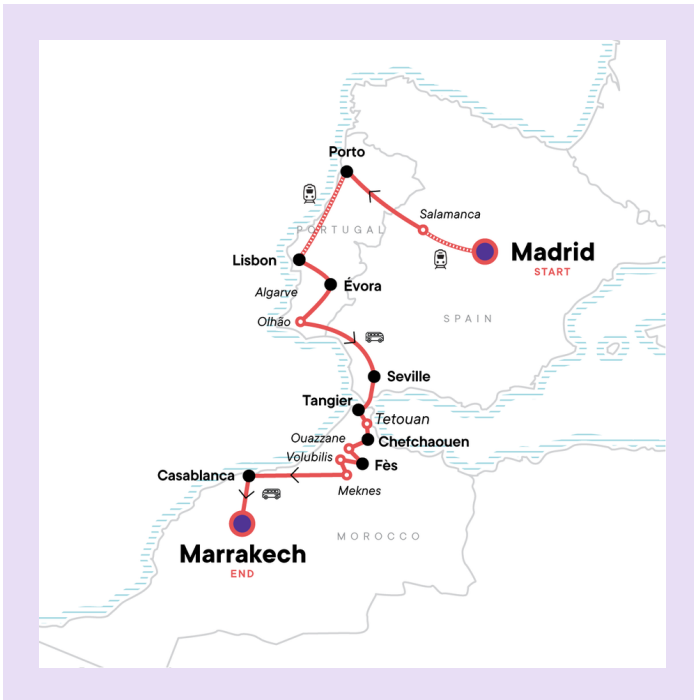 Porto
Salamanca
PORTUGAL
Madrid
START
Lisbon
Évora
Algarve
Olhão
SPAIN
Seville
Tangier
Tetouan
Ouazzane
Chefchaouen
Volubilis
Fès
Casablanca
Meknes
MOROCCO
Marrakech
END